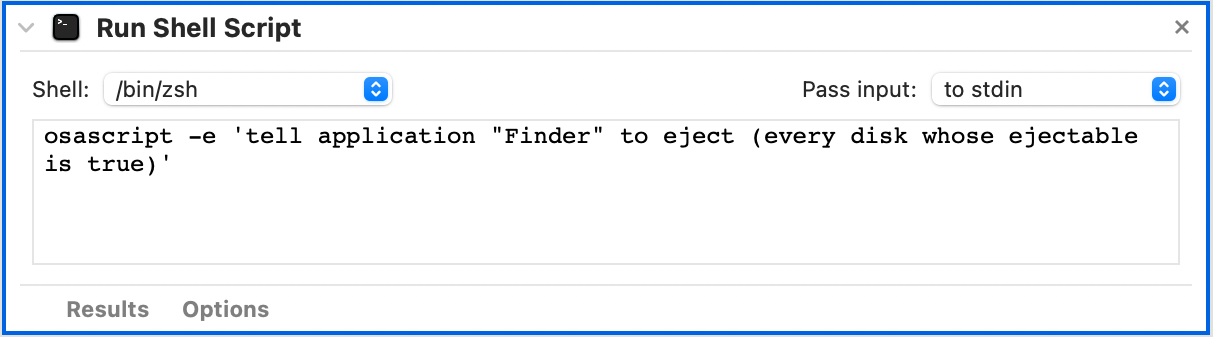 Run Shell Script
Shell: /bin/zsh Pass input: to stdin
osascript -e 'tell application "Finder" to eject (every disk whose ejectable
is true)'
Results Options